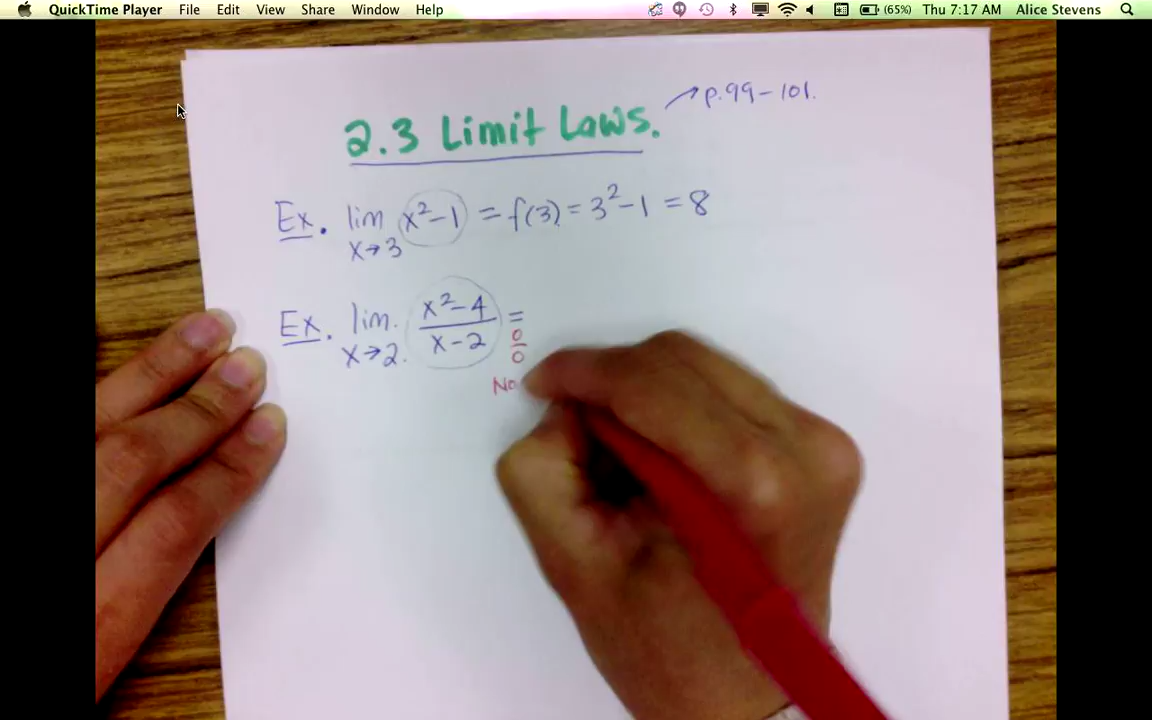 QuickTime Player File Edit View Share Window Help (65%) Thu 7:17 AM Alice Stevens
2.3 Limit Laws. → p.99-101.
Ex. lim x→3 x²-1 = f(3) = 3²-1 = 8
Ex. lim. x→2. x²-4 / x-2 =
0/0
No